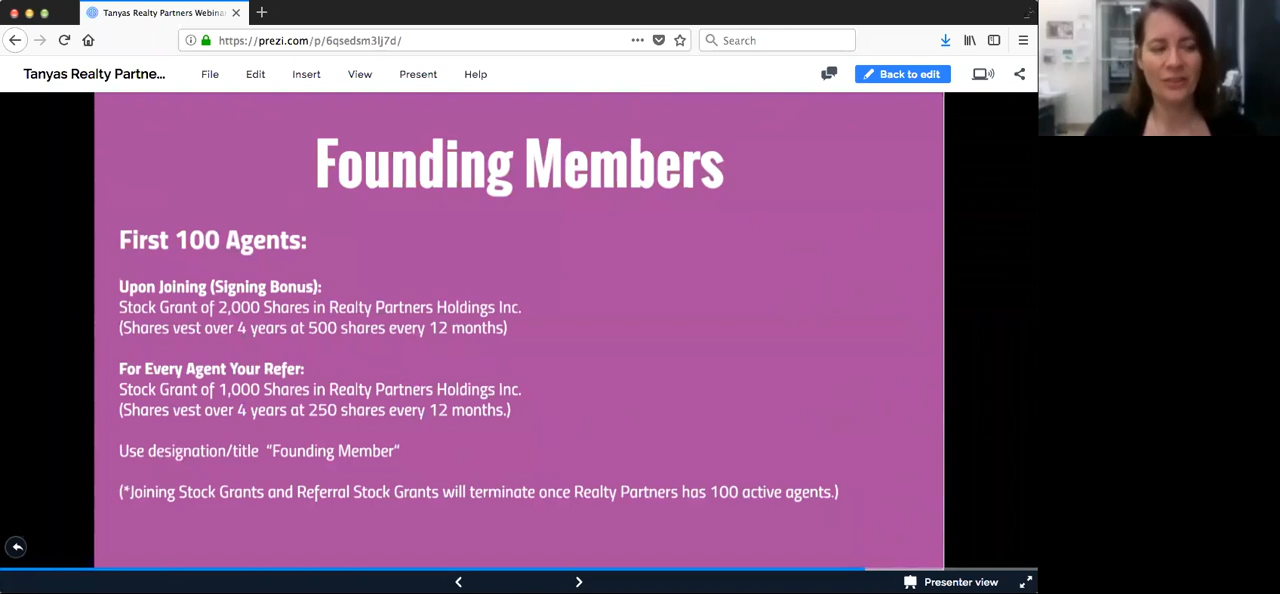 Tanyas Realty Partners Webinar
https://prezi.com/p/6qsedsm3lj7d/
Search
Tanyas Realty Partne...
File
Edit
Insert
View
Present
Help
Back to edit
Founding Members
First 100 Agents:
Upon Joining (Signing Bonus):
Stock Grant of 2,000 Shares in Realty Partners Holdings Inc.
(Shares vest over 4 years at 500 shares every 12 months)
For Every Agent Your Refer:
Stock Grant of 1,000 Shares in Realty Partners Holdings Inc.
(Shares vest over 4 years at 250 shares every 12 months.)
Use designation/title "Founding Member"
(*Joining Stock Grants and Referral Stock Grants will terminate once Realty Partners has 100 active agents.)
Presenter view